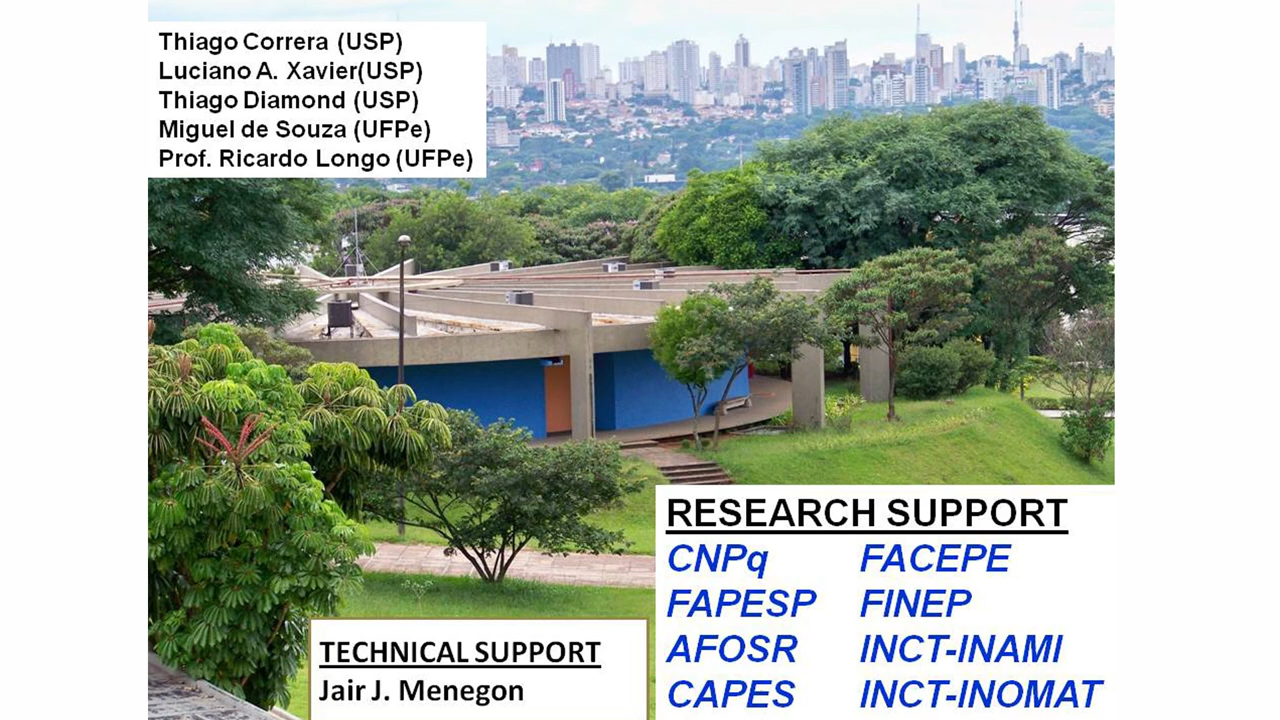 Thiago Correra (USP)
Luciano A. Xavier(USP)
Thiago Diamond (USP)
Miguel de Souza (UFPe)
Prof. Ricardo Longo (UFPe)
RESEARCH SUPPORT
CNPq FACEPE
FAPESP FINEP
AFOSR INCT-INAMI
CAPES INCT-INOMAT
TECHNICAL SUPPORT
Jair J. Menegon